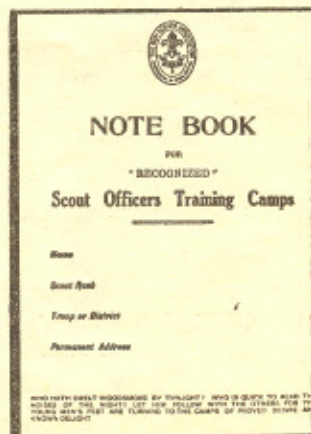 NOTE BOOK
FOR
"RECOGNIZED"
Scout Officers Training Camps
Name
Scout Rank
Troop or District
Permanent Address
WHO HATH SMELT WOODSMOKE BY TWILIGHT? WHO IS QUICK TO READ THE
NOISES OF THE NIGHT? LET HIM FOLLOW WITH THE OTHERS FOR THE
YOUNG MEN'S FEET ARE TURNING TO THE CAMPS OF PROVED DESIRE AND
KNOWN DELIGHT